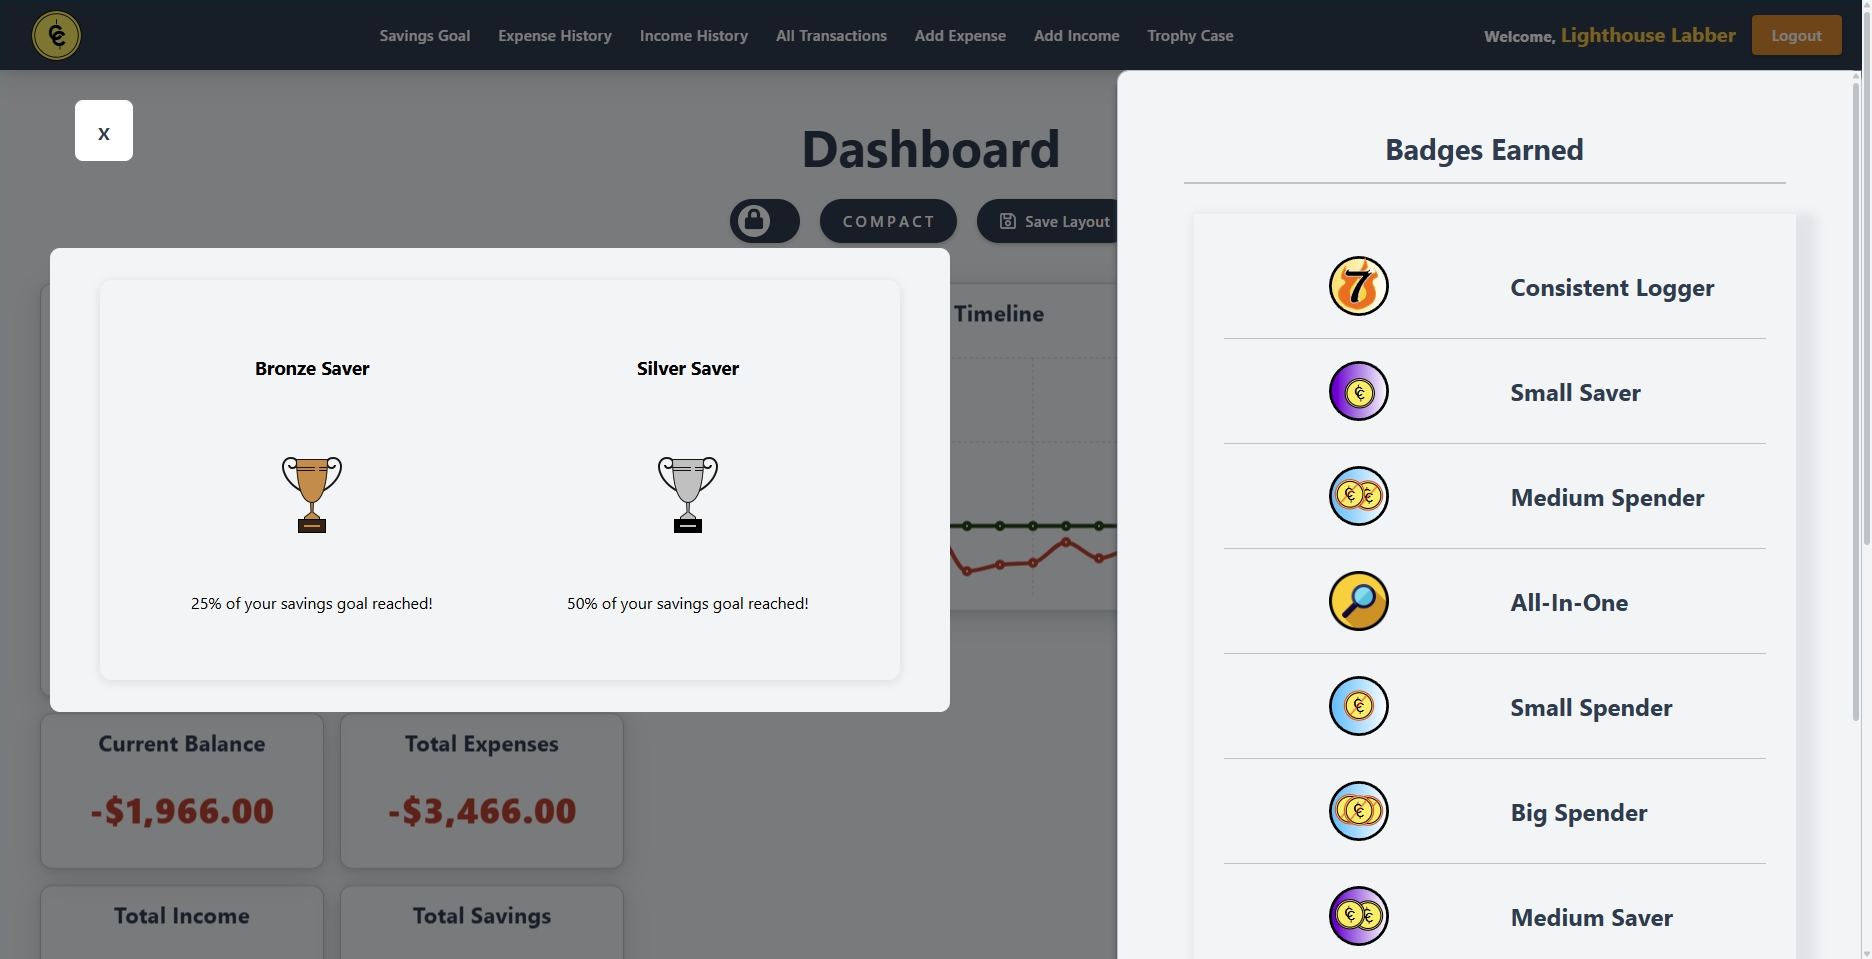 Savings Goal
Expense History
Income History
All Transactions
Add Expense
Add Income
Trophy Case
Welcome, Lighthouse Labber
Logout
x
Dashboard
COMPACT
Save Layout
Timeline
Bronze Saver
Silver Saver
25% of your savings goal reached!
50% of your savings goal reached!
Current Balance
-$1,966.00
Total Expenses
-$3,466.00
Total Income
Total Savings
Badges Earned
7
Consistent Logger
Small Saver
Medium Spender
All-In-One
Small Spender
Big Spender
Medium Saver